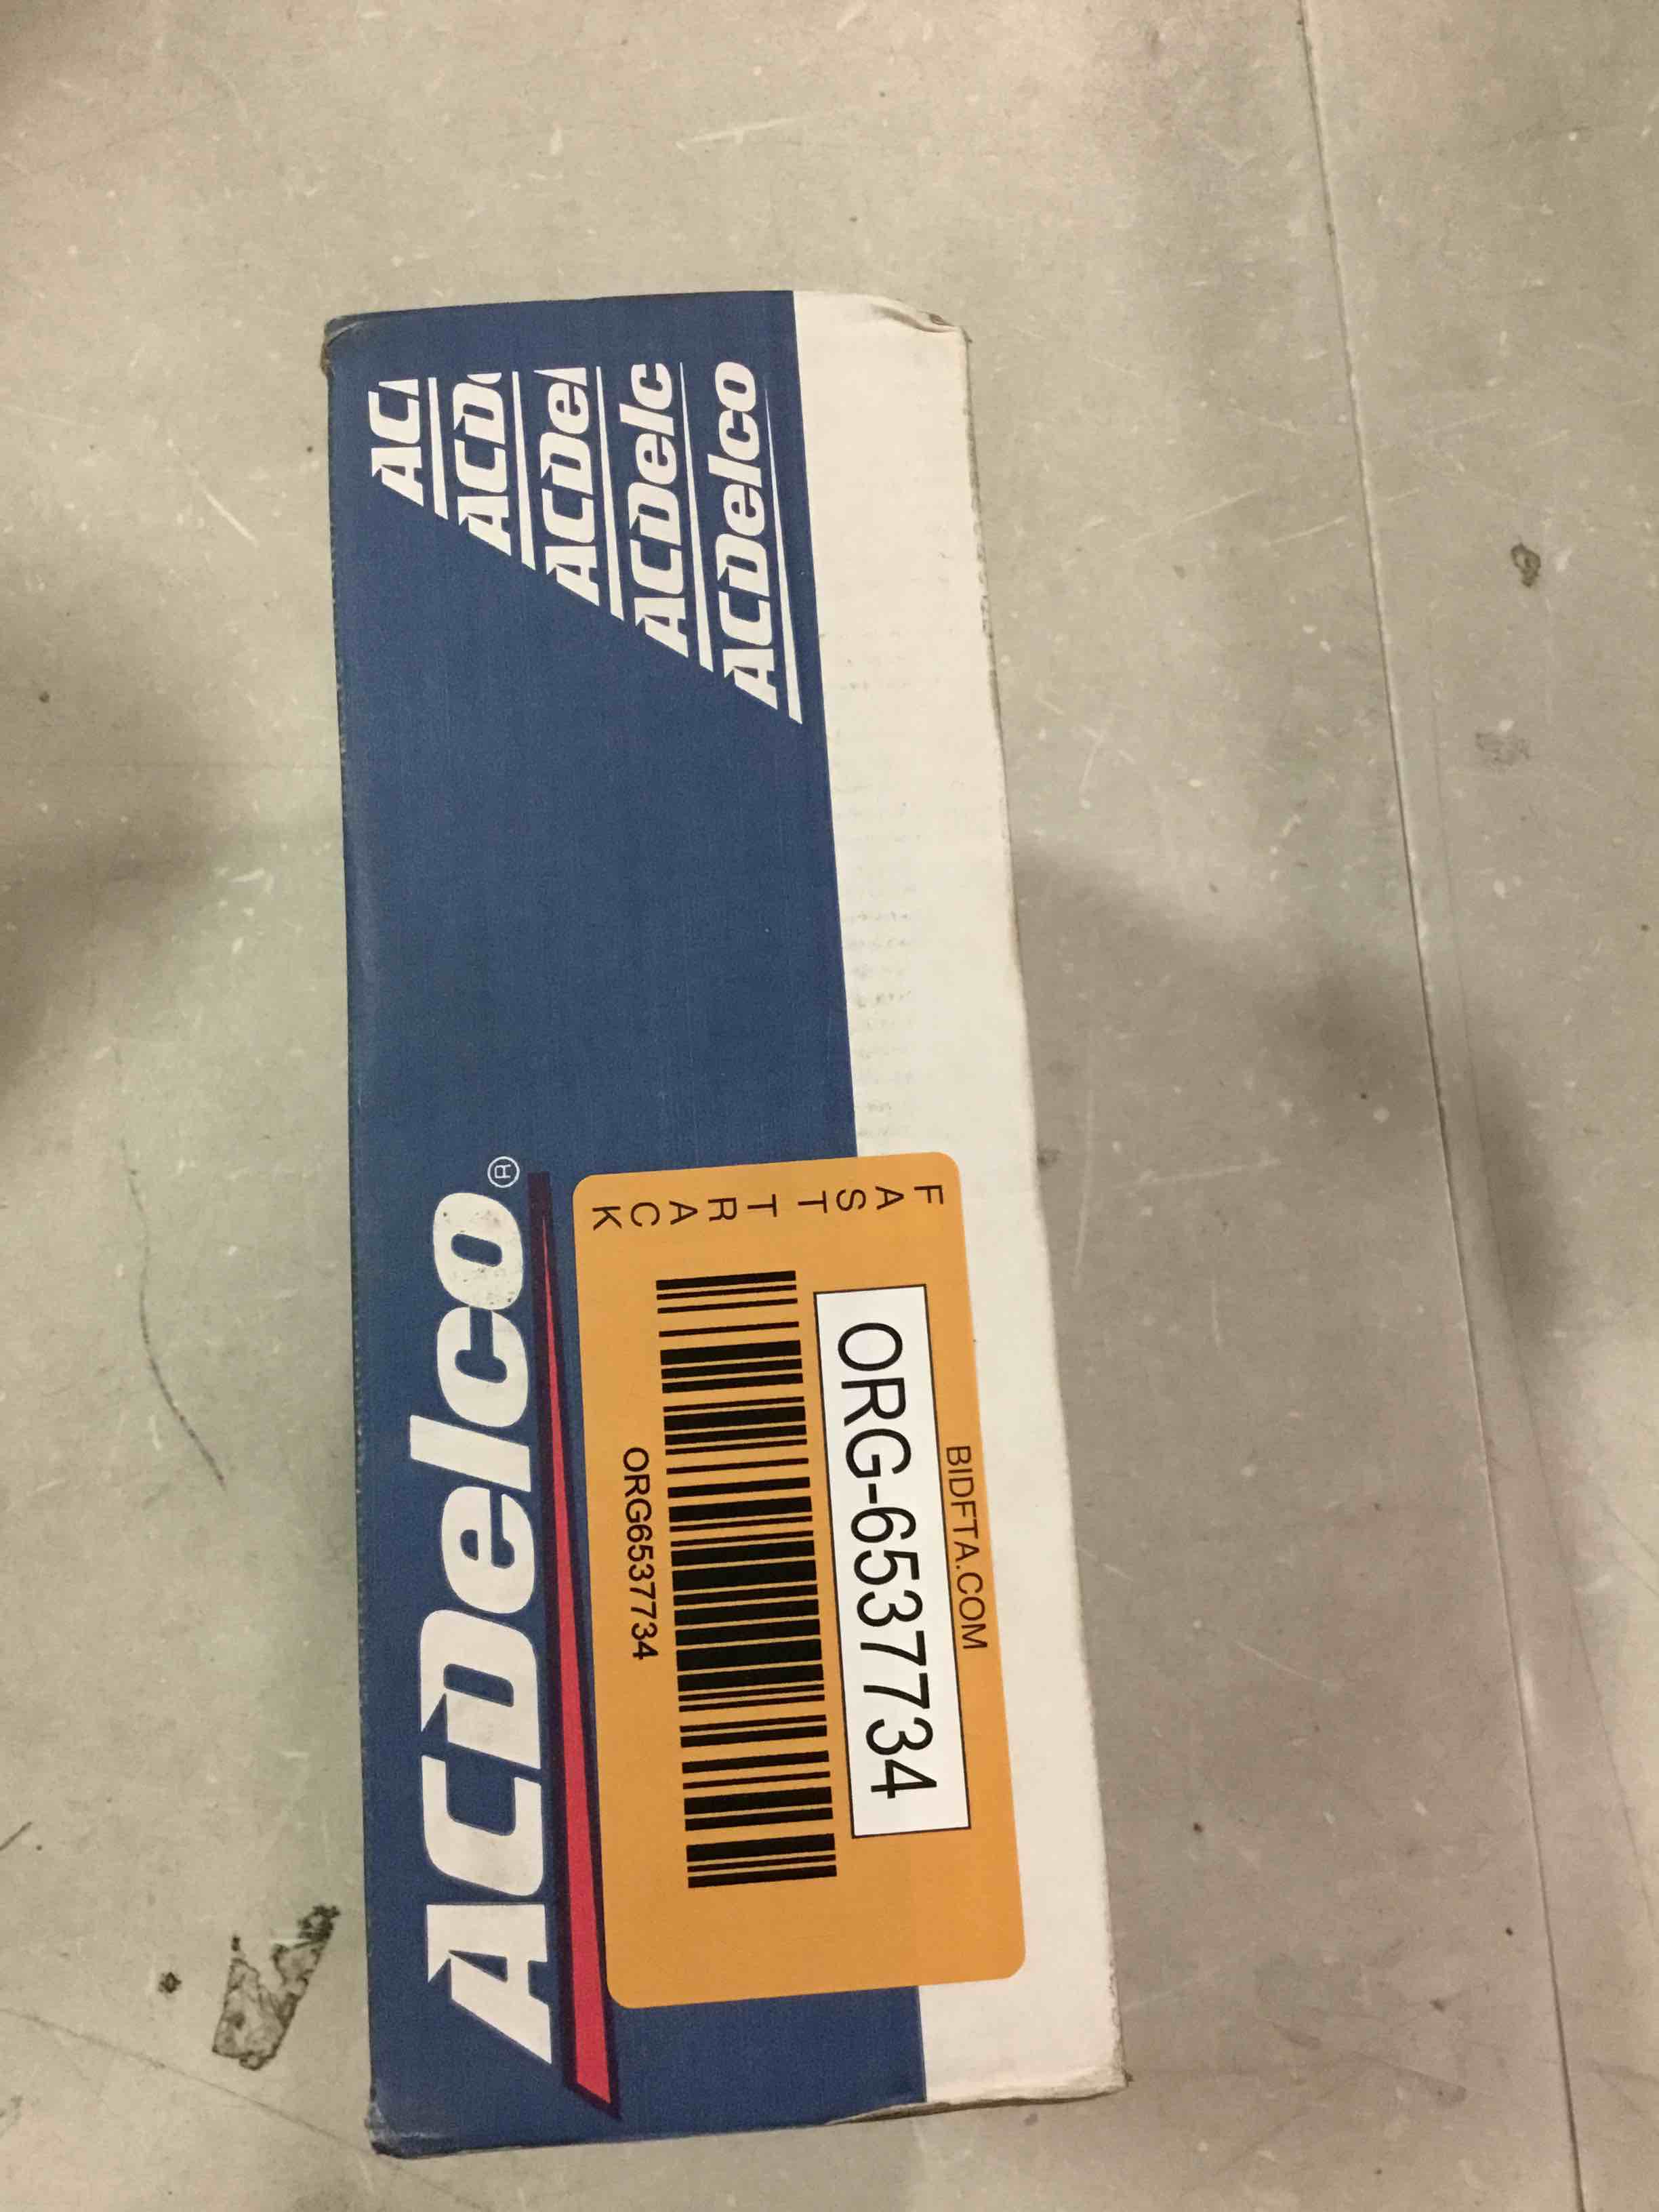 AC
ACD
ACDel
ACDelc
ACDelco
ACDelco®
FAST TRACK
BIDFTA.COM
ORG-6537734
ORG6537734